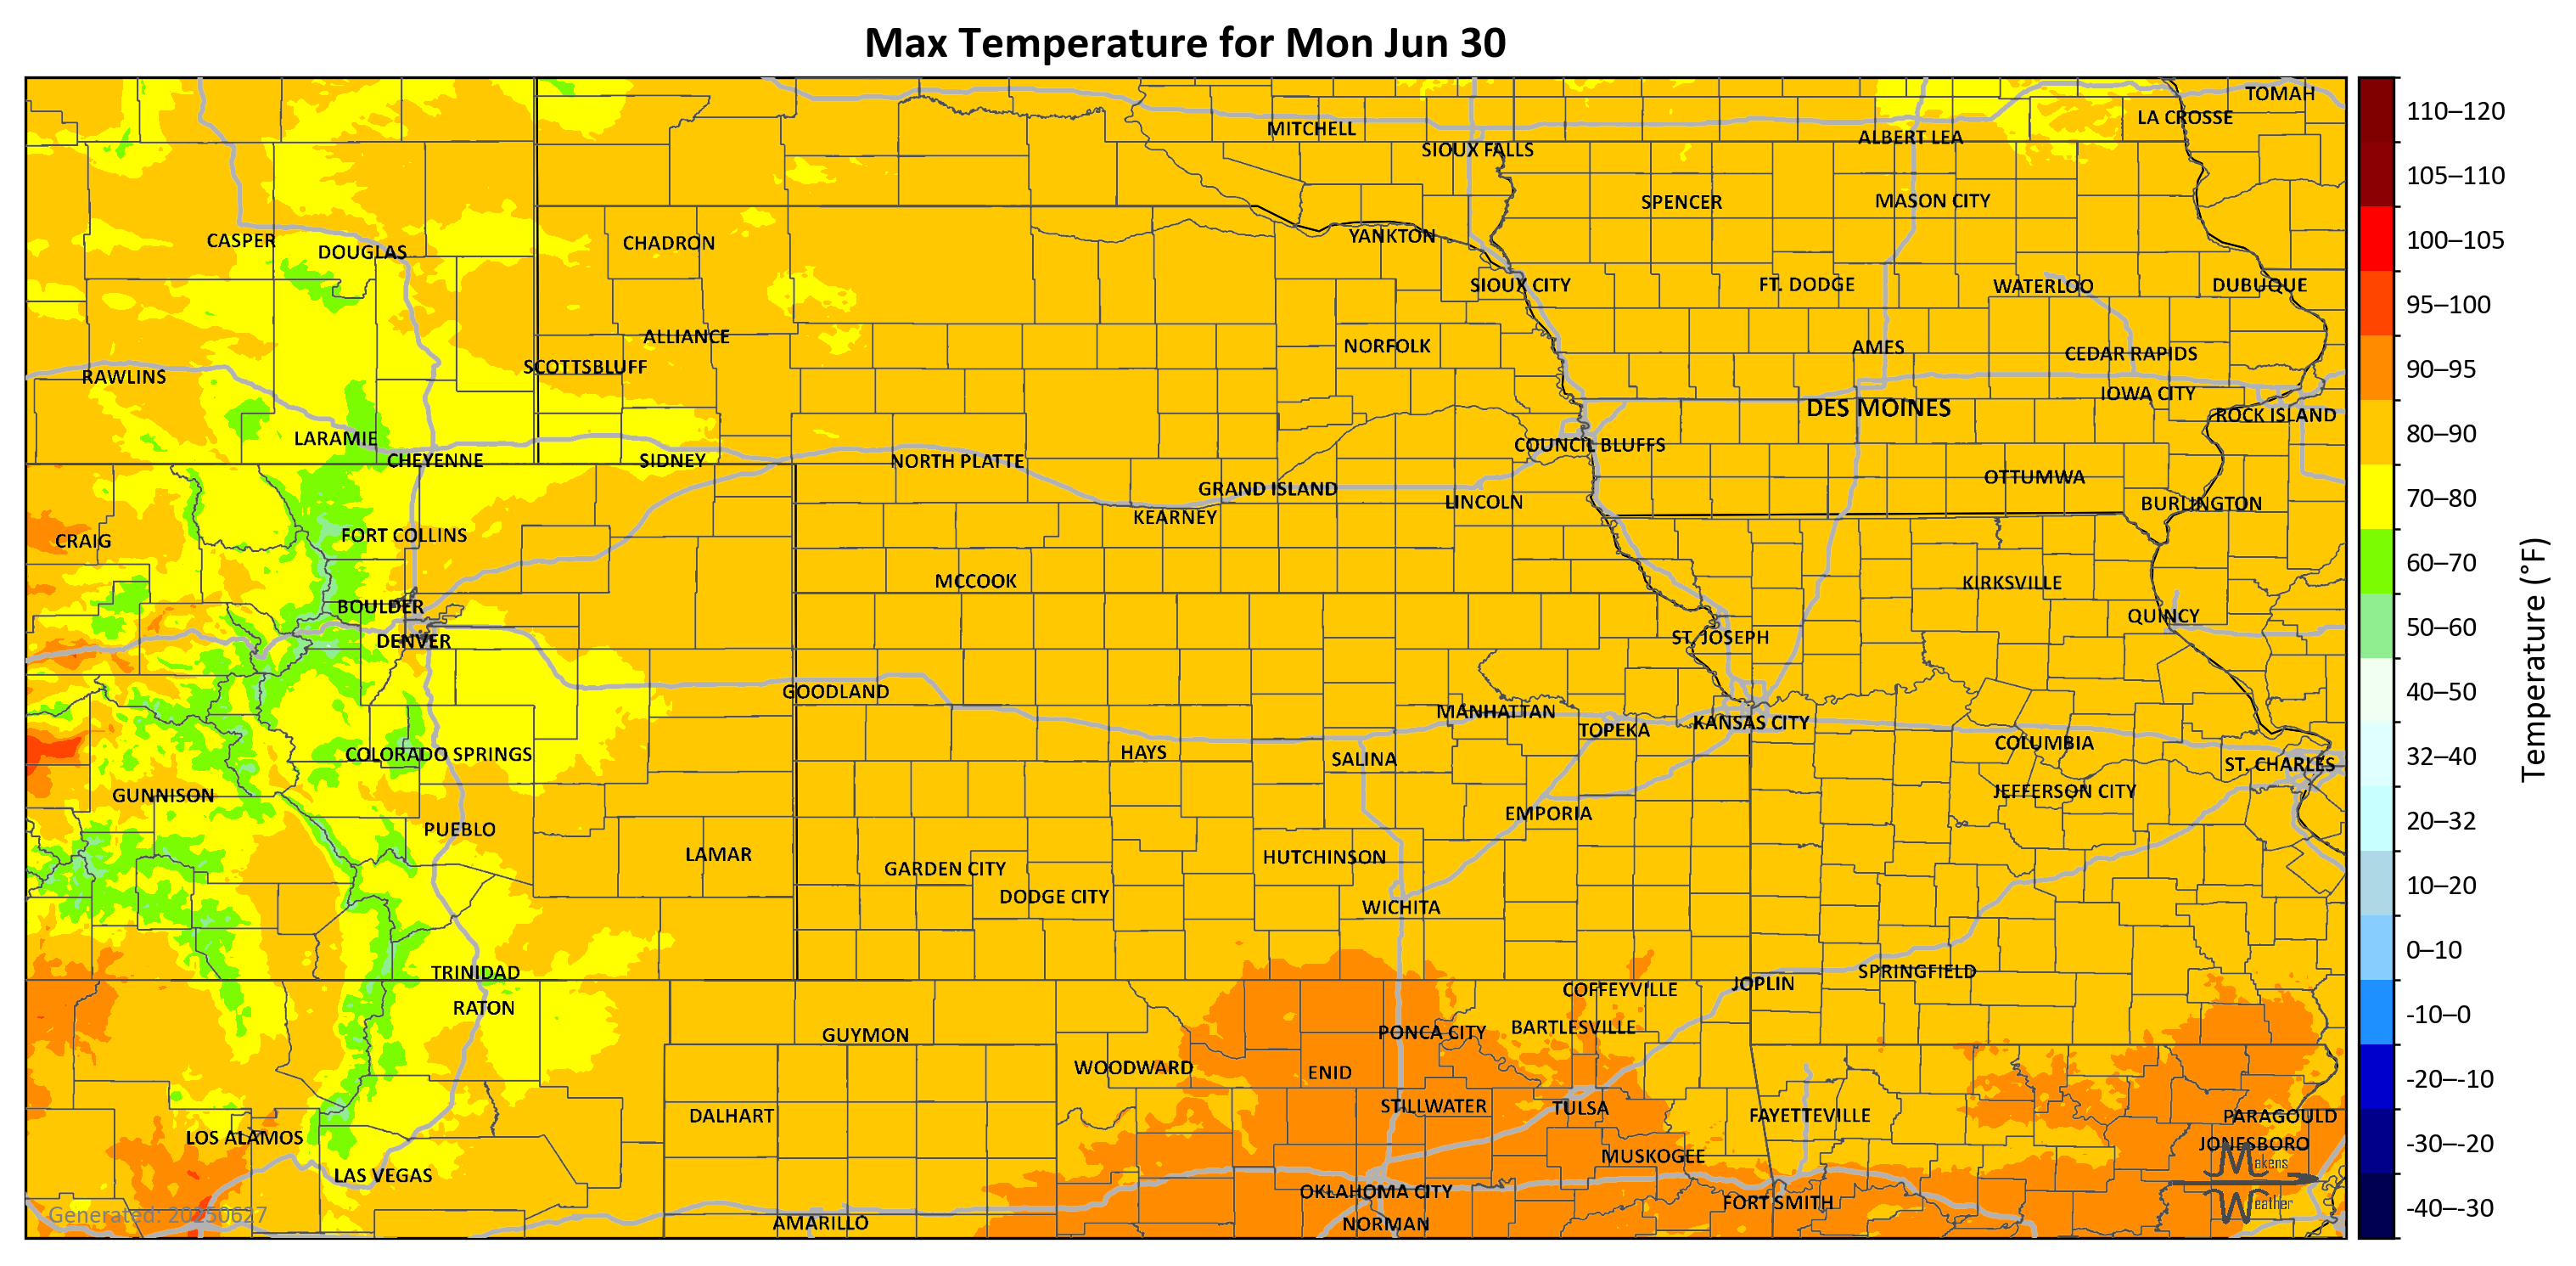 Max Temperature for Mon Jun 30
TOMAH
LA CROSSE
MITCHELL
ALBERT LEA
SIOUX FALLS
SPENCER
MASON CITY
YANKTON
CASPER
CHADRON
DOUGLAS
SIOUX CITY
FT. DODGE
WATERLOO
DUBUQUE
ALLIANCE
NORFOLK
AMES
CEDAR RAPIDS
SCOTTSBLUFF
RAWLINS
IOWA CITY
DES MOINES
ROCK ISLAND
LARAMIE
COUNCIL BLUFFS
CHEYENNE
SIDNEY
NORTH PLATTE
OTTUMWA
GRAND ISLAND
LINCOLN
BURLINGTON
KEARNEY
FORT COLLINS
CRAIG
MCCOOK
KIRKSVILLE
BOULDER
QUINCY
DENVER
ST. JOSEPH
GOODLAND
MANHATTAN
KANSAS CITY
TOPEKA
COLUMBIA
COLORADO SPRINGS
HAYS
SALINA
ST. CHARLES
GUNNISON
JEFFERSON CITY
EMPORIA
PUEBLO
LAMAR
HUTCHINSON
GARDEN CITY
DODGE CITY
WICHITA
TRINIDAD
SPRINGFIELD
JOPLIN
COFFEYVILLE
RATON
BARTLESVILLE
GUYMON
PONCA CITY
WOODWARD
ENID
STILLWATER
TULSA
DALHART
FAYETTEVILLE
PARAGOULD
LOS ALAMOS
JONESBORO
MUSKOGEE
LAS VEGAS
OKLAHOMA CITY
FORT SMITH
AMARILLO
NORMAN
Generated: 20250627
Makens
Weather
110–120
105–110
100–105
95–100
90–95
80–90
70–80
60–70
50–60
40–50
32–40
20–32
10–20
0–10
-10–0
-20–-10
-30–-20
-40–-30
Temperature (°F)